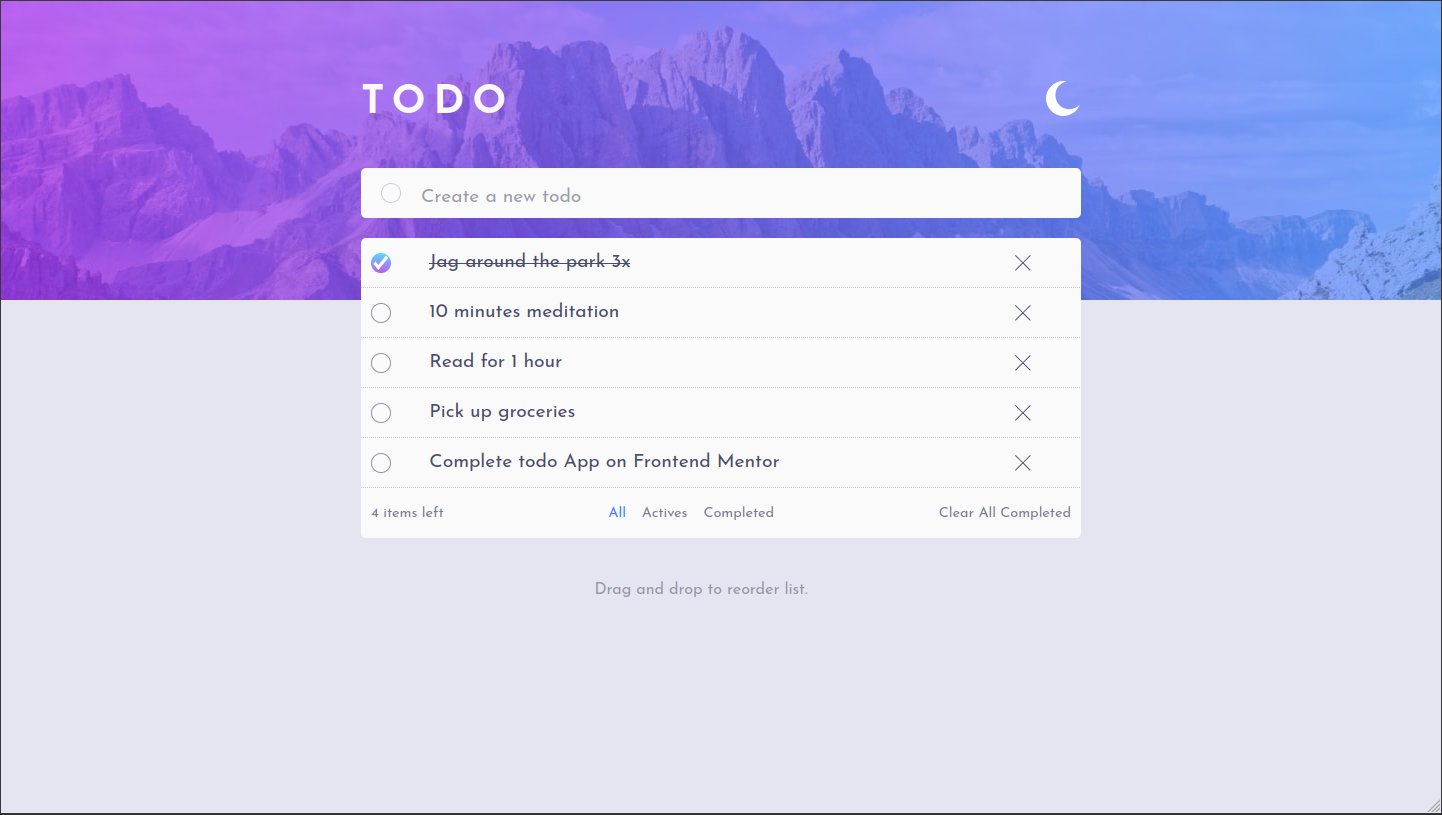 TODO
Create a new todo
Jag around the park 3x
10 minutes meditation
Read for 1 hour
Pick up groceries
Complete todo App on Frontend Mentor
4 items left All Actives Completed Clear All Completed
Drag and drop to reorder list.